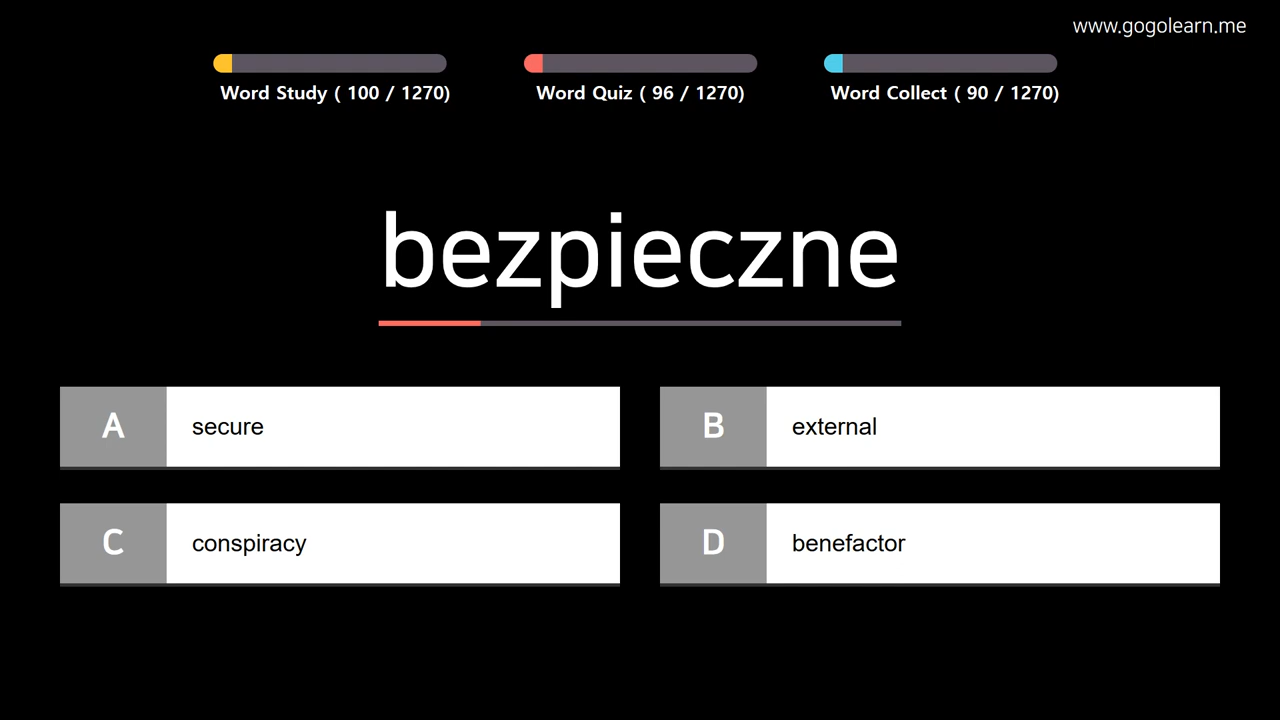 www.gogolearn.me
Word Study ( 100 / 1270)
Word Quiz ( 96 / 1270)
Word Collect ( 90 / 1270)
bezpieczne
A secure
B external
C conspiracy
D benefactor